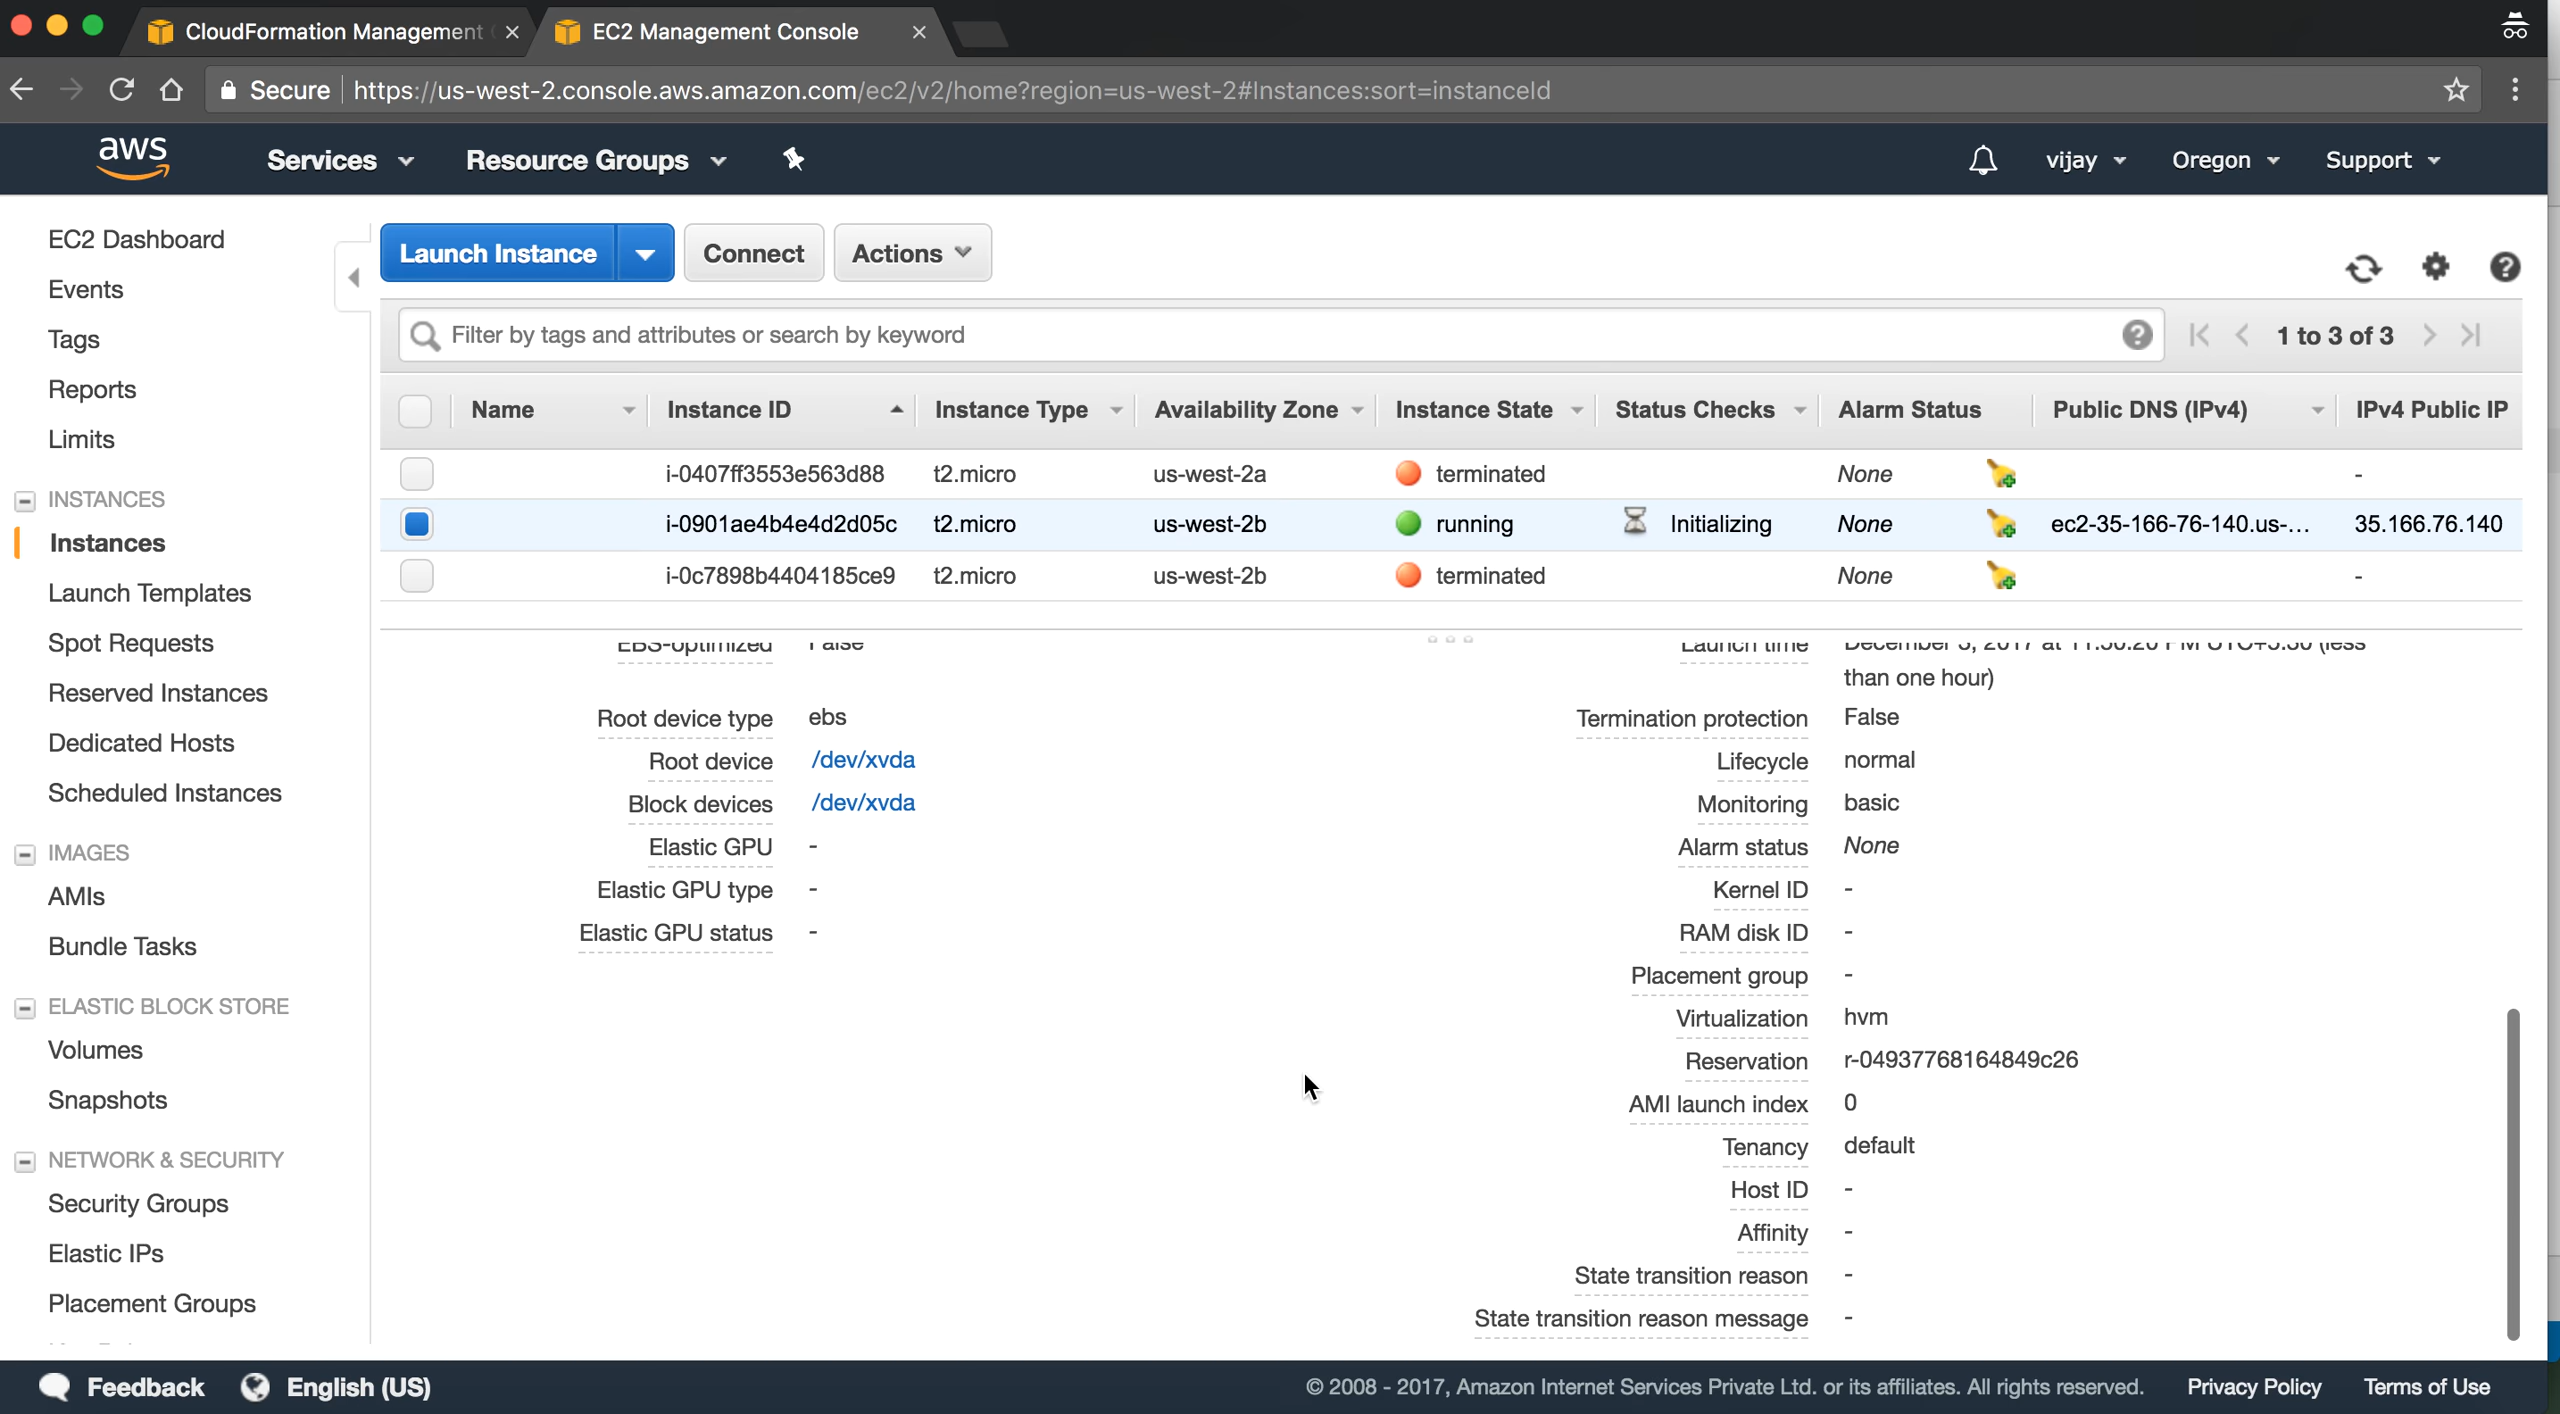 CloudFormation Management
EC2 Management Console
Secure https://us-west-2.console.aws.amazon.com/ec2/v2/home?region=us-west-2#Instances:sort=instanceId
aws Services Resource Groups vijay Oregon Support
EC2 Dashboard
Events
Tags
Reports
Limits
INSTANCES
Instances
Launch Templates
Spot Requests
Reserved Instances
Dedicated Hosts
Scheduled Instances
IMAGES
AMIs
Bundle Tasks
ELASTIC BLOCK STORE
Volumes
Snapshots
NETWORK & SECURITY
Security Groups
Elastic IPs
Placement Groups
Launch Instance Connect Actions
Filter by tags and attributes or search by keyword 1 to 3 of 3
Name Instance ID Instance Type Availability Zone Instance State Status Checks Alarm Status Public DNS (IPv4) IPv4 Public IP
i-0407ff3553e563d88 t2.micro us-west-2a terminated None -
i-0901ae4b4e4d2d05c t2.micro us-west-2b running Initializing None ec2-35-166-76-140.us-... 35.166.76.140
i-0c7898b4404185ce9 t2.micro us-west-2b terminated None -
EBS-optimized False
Root device type ebs
Root device /dev/xvda
Block devices /dev/xvda
Elastic GPU -
Elastic GPU type -
Elastic GPU status -
Launch time
than one hour)
Termination protection False
Lifecycle normal
Monitoring basic
Alarm status None
Kernel ID -
RAM disk ID -
Placement group -
Virtualization hvm
Reservation r-04937768164849c26
AMI launch index 0
Tenancy default
Host ID -
Affinity -
State transition reason -
State transition reason message -
Feedback English (US) © 2008 - 2017, Amazon Internet Services Private Ltd. or its affiliates. All rights reserved. Privacy Policy Terms of Use